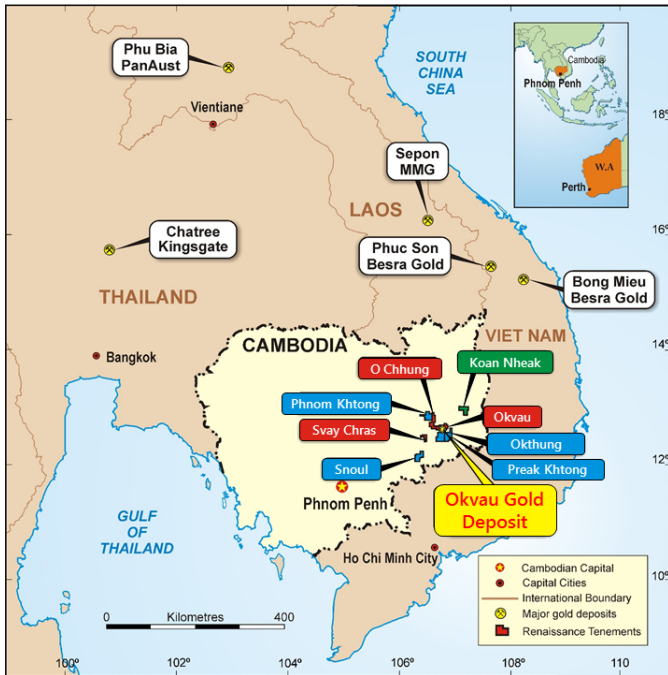 Phu Bia
PanAust
SOUTH
CHINA
SEA
Cambodia
Phnom Penh
W.A
Perth
Vientiane
18°
Sepon
MMG
LAOS
Chatree
Kingsgate
16°
Phuc Son
Besra Gold
Bong Mieu
Besra Gold
THAILAND
VIET NAM
14°
CAMBODIA
Bangkok
O Chhung
Koan Nheak
Phnom Khtong
Okvau
Svay Chras
Okthung
Snoul
Preak Khtong
Phnom Penh
Okvau Gold
Deposit
GULF
OF
THAILAND
Ho Chi Minh City
10°
Cambodian Capital
Capital Cities
International Boundary
Major gold deposits
Renaissance Tenements
Kilometres
0
400
100°
102°
104°
106°
108°
110°